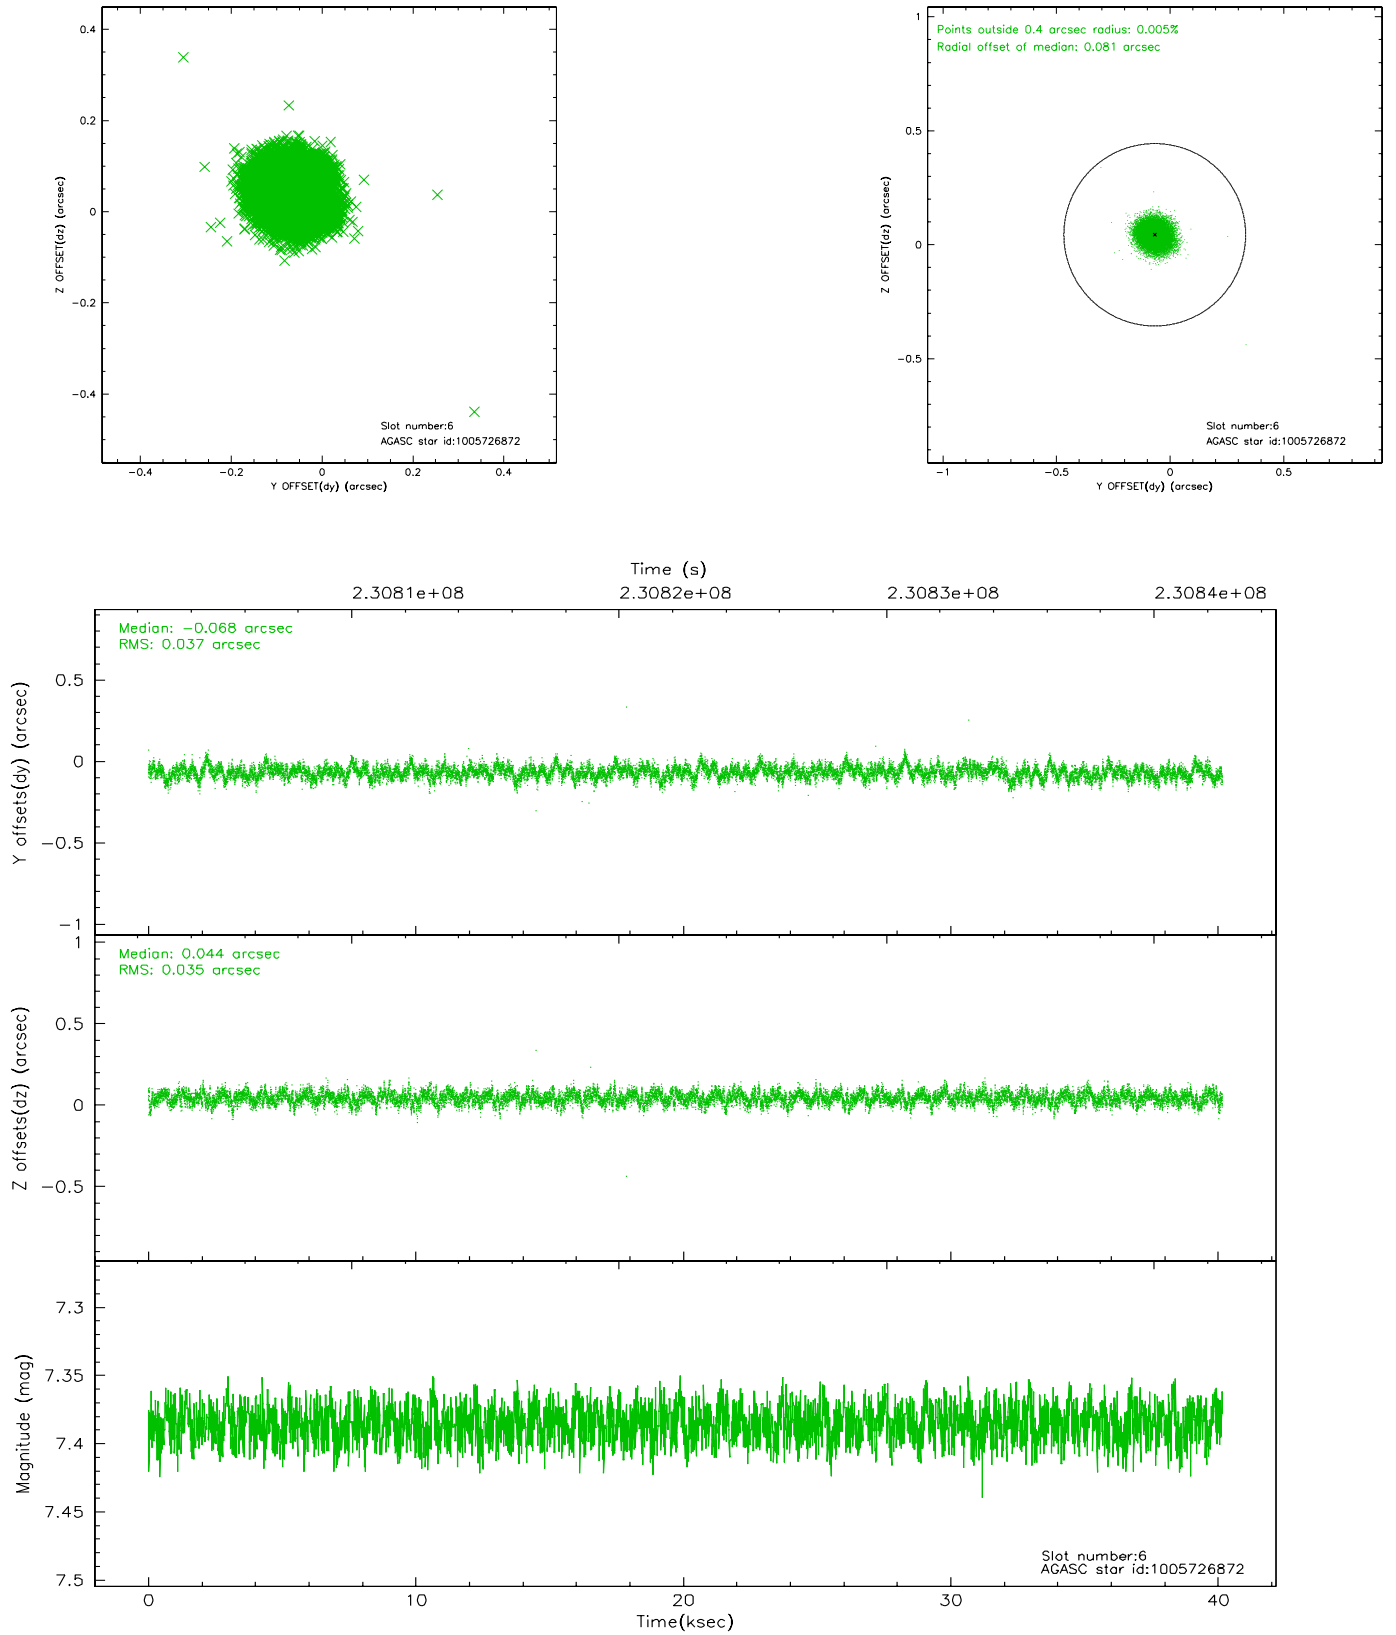 0.4
0.2
0
−0.2
−0.4
Z OFFSET(dz) (arcsec)
Slot number:6
AGASC star id:1005726872
−0.4 −0.2 0 0.2 0.4
Y OFFSET(dy) (arcsec)
1
0.5
0
−0.5
Z OFFSET(dz) (arcsec)
Points outside 0.4 arcsec radius: 0.005%
Radial offset of median: 0.081 arcsec
Slot number:6
AGASC star id:1005726872
−1 −0.5 0 0.5
Y OFFSET(dy) (arcsec)
Time (s)
2.3081e+08 2.3082e+08 2.3083e+08 2.3084e+08
Median: −0.068 arcsec
RMS: 0.037 arcsec
0.5
0
−0.5
−1
Y offsets(dy) (arcsec)
Median: 0.044 arcsec
RMS: 0.035 arcsec
1
0.5
0
−0.5
Z offsets(dz) (arcsec)
7.3
7.35
7.4
7.45
7.5
Magnitude (mag)
Slot number:6
AGASC star id:1005726872
0 10 20 30 40
Time(ksec)